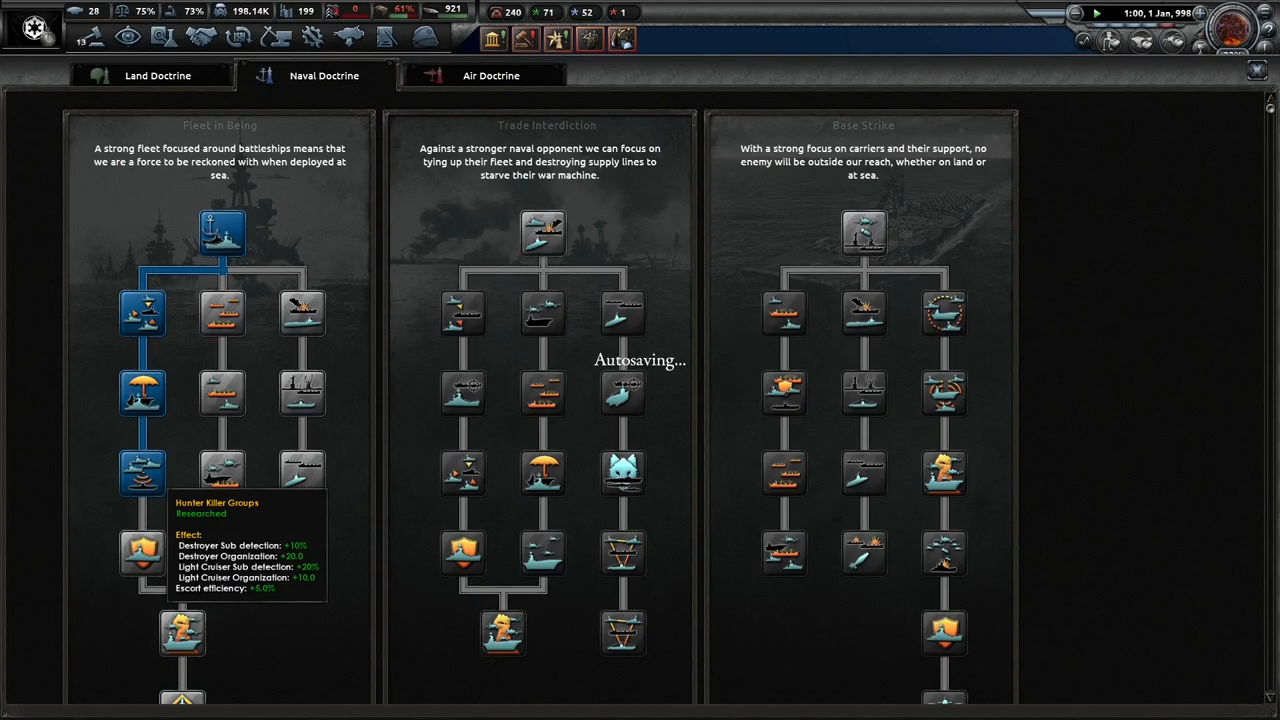 28 75% 73% 198.14K 199 0 61% 921 240 71 52 1 1:00, 1 Jan, 998
13
Land Doctrine Naval Doctrine Air Doctrine
Fleet in Being
A strong fleet focused around battleships means that
we are a force to be reckoned with when deployed at
sea.
Trade Interdiction
Against a stronger naval opponent we can focus on
tying up their fleet and destroying supply lines to
starve their war machine.
Base Strike
With a strong focus on carriers and their support, no
enemy will be outside our reach, whether on land or
at sea.
Autosaving...
Hunter Killer Groups
Researched
Effect:
Destroyer Sub detection: +10%
Destroyer Organization: +20.0
Light Cruiser Sub detection: +20%
Light Cruiser Organization: +10.0
Escort efficiency: +5.0%